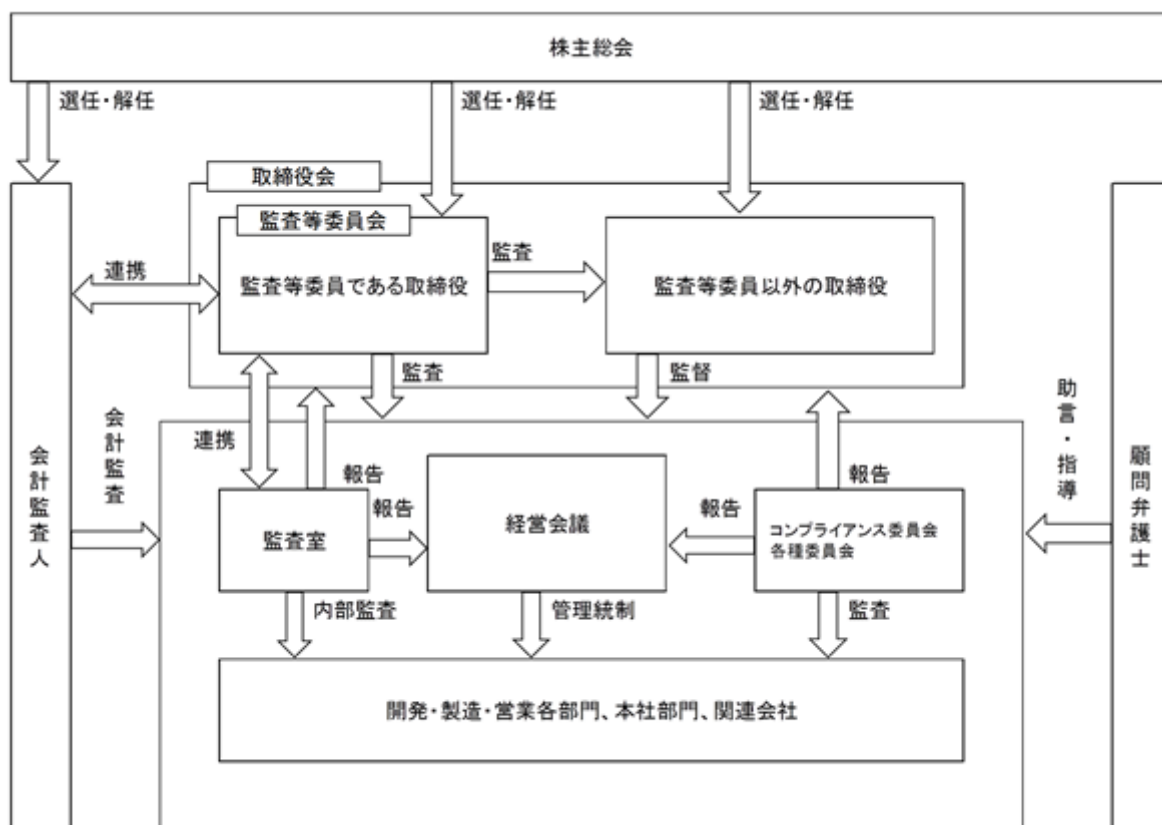 株主総会
選任・解任
選任・解任
選任・解任
取締役会
監査等委員会
監査等委員である取締役
監査
監査等委員以外の取締役
連携
監査
監督
会計監査人
会計監査
連携
報告
報告
監査室
経営会議
報告
報告
コンプライアンス委員会
各種委員会
助言・指導
顧問弁護士
内部監査
管理統制
監査
開発・製造・営業各部門、本社部門、関連会社